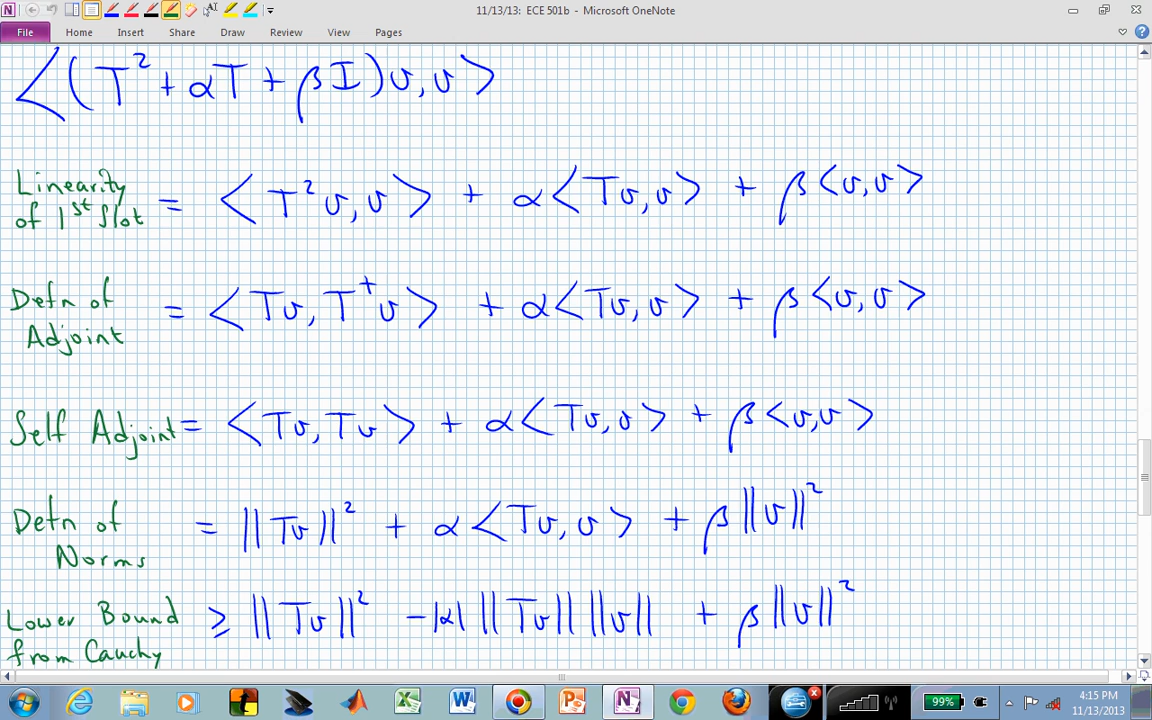 11/13/13: ECE 501b - Microsoft OneNote
File Home Insert Share Draw Review View Pages
<(T² + αT + βI)v, v>
Linearity of 1st Slot = <T²v, v> + α<Tv, v> + β<v, v>
Defn of Adjoint = <Tv, T⁺v> + α<Tv, v> + β<v, v>
Self Adjoint = <Tv, Tv> + α<Tv, v> + β<v, v>
Defn of Norms = ||Tv||² + α<Tv, v> + β||v||²
Lower Bound from Cauchy ≥ ||Tv||² - |α| ||Tv|| ||v|| + β||v||²
99%
4:15 PM
11/13/2013